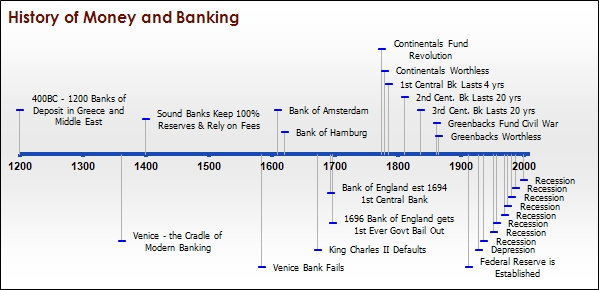 History of Money and Banking
Continentals Fund
Revolution
Continentals Worthless
1st Central Bk Lasts 4 yrs
2nd Cent. Bk Lasts 20 yrs
3rd Cent. Bk Lasts 20 yrs
Greenbacks Fund Civil War
Greenbacks Worthless
400BC - 1200 Banks of
Deposit in Greece and
Middle East
Sound Banks Keep 100%
Reserves & Rely on Fees
Bank of Amsterdam
Bank of Hamburg
1200 1300 1400 1500 1600 1700 1800 1900 2000
Venice - the Cradle of
Modern Banking
Venice Bank Fails
King Charles II Defaults
Bank of England est 1694
1st Central Bank
1696 Bank of England gets
1st Ever Govt Bail Out
Recession
Recession
Recession
Recession
Recession
Recession
Recession
Recession
Depression
Federal Reserve is
Established